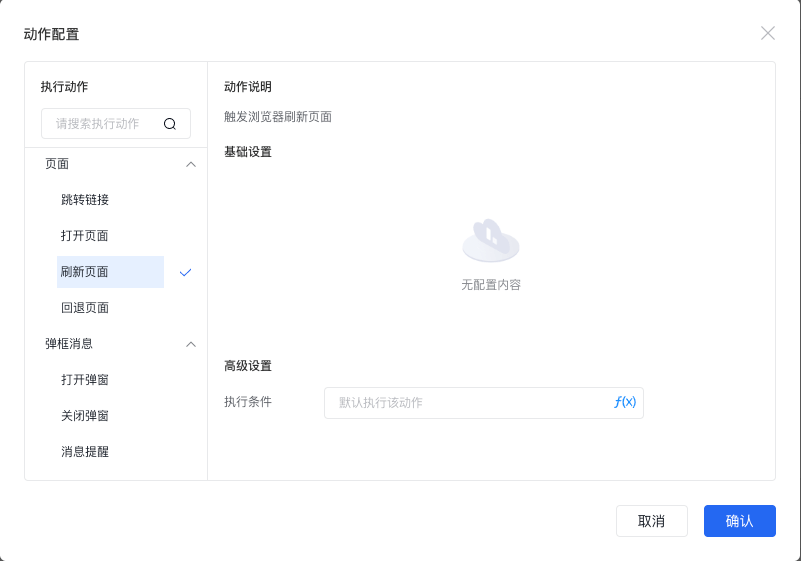 动作配置
执行动作
请搜索执行动作
页面
跳转链接
打开页面
刷新页面
回退页面
弹框消息
打开弹窗
关闭弹窗
消息提醒
动作说明
触发浏览器刷新页面
基础设置
无配置内容
高级设置
执行条件
默认执行该动作
ƒ(x)
取消
确认